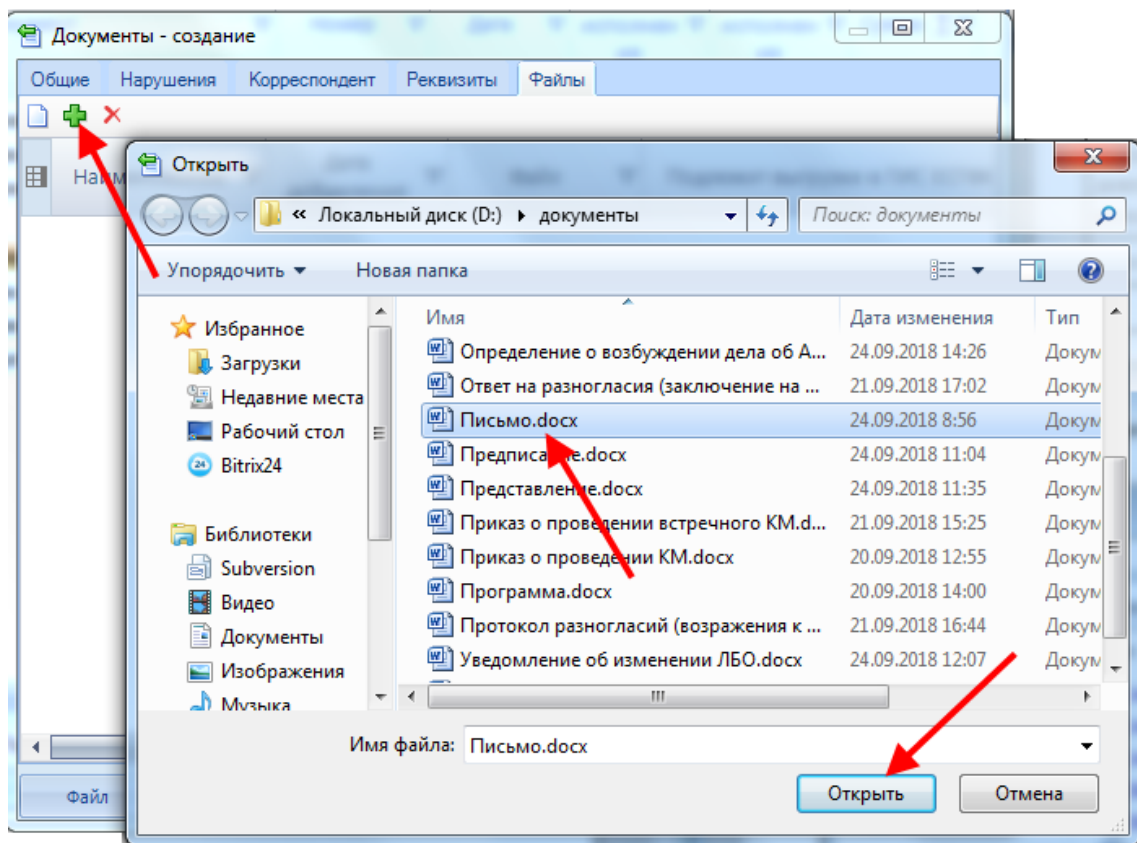 Документы - создание
Общие Нарушения Корреспондент Реквизиты Файлы
Открыть
« Локальный диск (D:) документы
Поиск: документы
Упорядочить Новая папка
Избранное
Загрузки
Недавние места
Рабочий стол
24 Bitrix24
Библиотеки
Subversion
Видео
Документы
Изображения
Музыка
Имя Дата изменения Тип
Определение о возбуждении дела об А... 24.09.2018 14:26 Докум
Ответ на разногласия (заключение на ... 21.09.2018 17:02 Докум
Письмо.docx 24.09.2018 8:56 Докум
Предписание.docx 24.09.2018 11:04 Докум
Представление.docx 24.09.2018 11:35 Докум
Приказ о проведении встречного КМ.d... 21.09.2018 15:25 Докум
Приказ о проведении КМ.docx 20.09.2018 12:55 Докум
Программа.docx 20.09.2018 14:00 Докум
Протокол разногласий (возражения к ... 21.09.2018 16:44 Докум
Уведомление об изменении ЛБО.docx 24.09.2018 12:07 Докум
Имя файла: Письмо.docx
Файл
Открыть Отмена